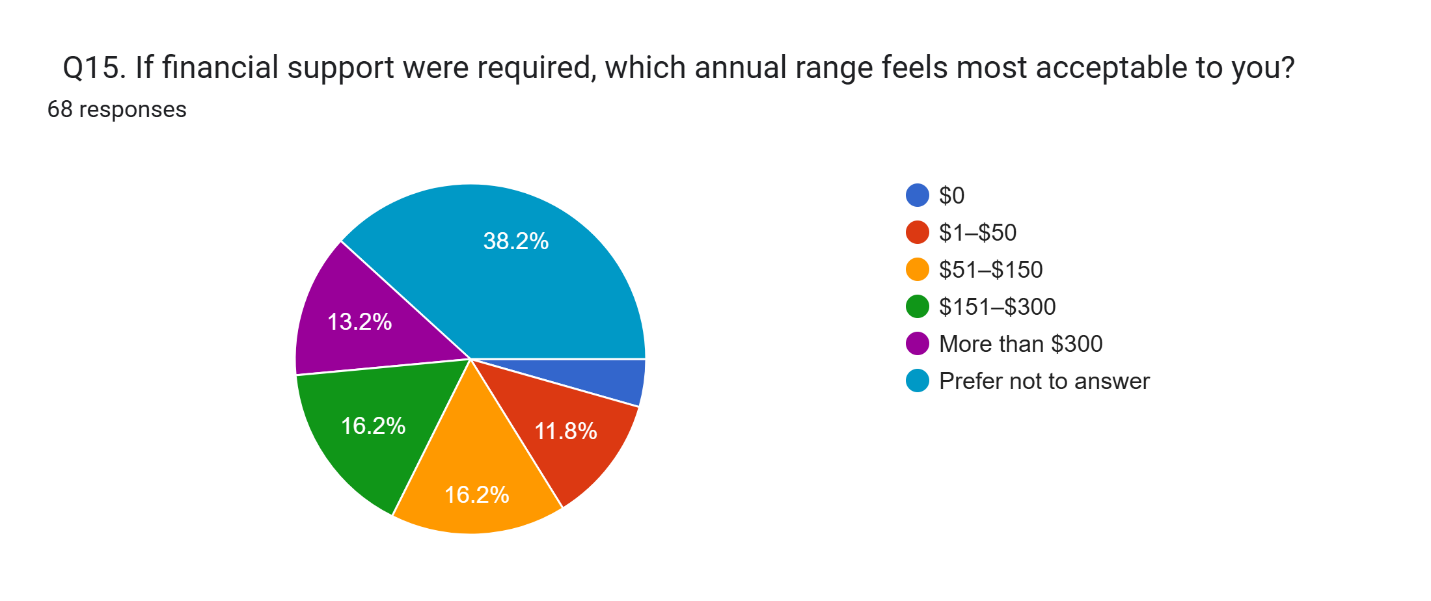 Q15. If financial support were required, which annual range feels most acceptable to you?
68 responses
38.2%
13.2%
16.2%
16.2%
11.8%
$0
$1–$50
$51–$150
$151–$300
More than $300
Prefer not to answer